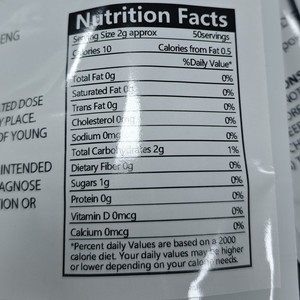 Nutrition Facts
Serving Size 2g approx 50servings
Calories 10 Calories from Fat 0.5
%Daily Value*
Total Fat 0g 0%
Saturated Fat 0g 0%
Trans Fat 0g 0%
Cholesterol 0mg 0%
Sodium 0mg 0%
Total Carbohydrates 2g 1%
Dietary Fiber 0g 0%
Sugars 1g 0%
Protein 0g 0%
Vitamin D 0mcg 0%
Calcium 0mcg 0%
*Percent daily Values are based on a 2000
calorie diet. Your daily values may be higher
or lower depending on your calory needs.
ENG
TED DOSE
Y PLACE.
OF YOUNG
INTENDED
AGNOSE
ION OR